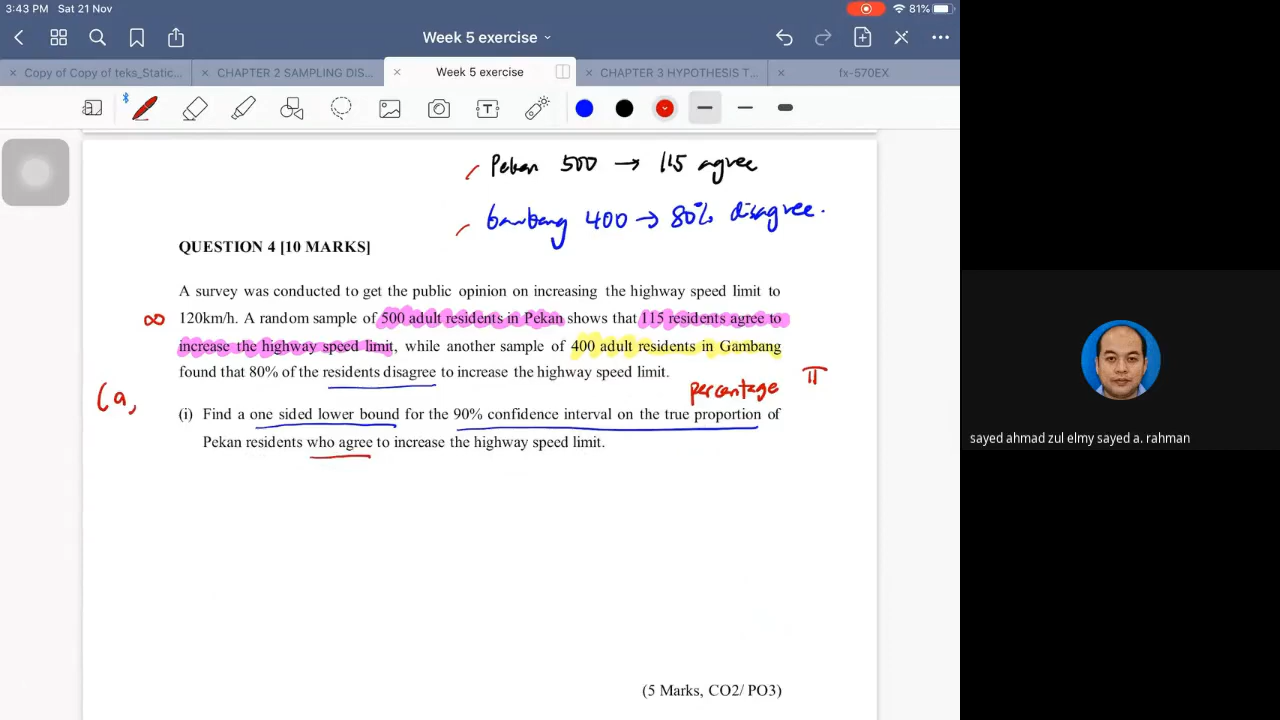 3:43 PM Sat 21 Nov 81%
Week 5 exercise
Copy of Copy of teks_Static...
CHAPTER 2 SAMPLING DIS...
Week 5 exercise
CHAPTER 3 HYPOTHESIS T...
fx-570EX
Pekan 500 → 115 agree
Gambang 400 → 80% disagree.
QUESTION 4 [10 MARKS]
A survey was conducted to get the public opinion on increasing the highway speed limit to
∞ 120km/h. A random sample of 500 adult residents in Pekan shows that 115 residents agree to
increase the highway speed limit, while another sample of 400 adult residents in Gambang
found that 80% of the residents disagree to increase the highway speed limit.
percentage π
(a,
(i) Find a one sided lower bound for the 90% confidence interval on the true proportion of
Pekan residents who agree to increase the highway speed limit.
(5 Marks, CO2/ PO3)
sayed ahmad zul elmy sayed a. rahman